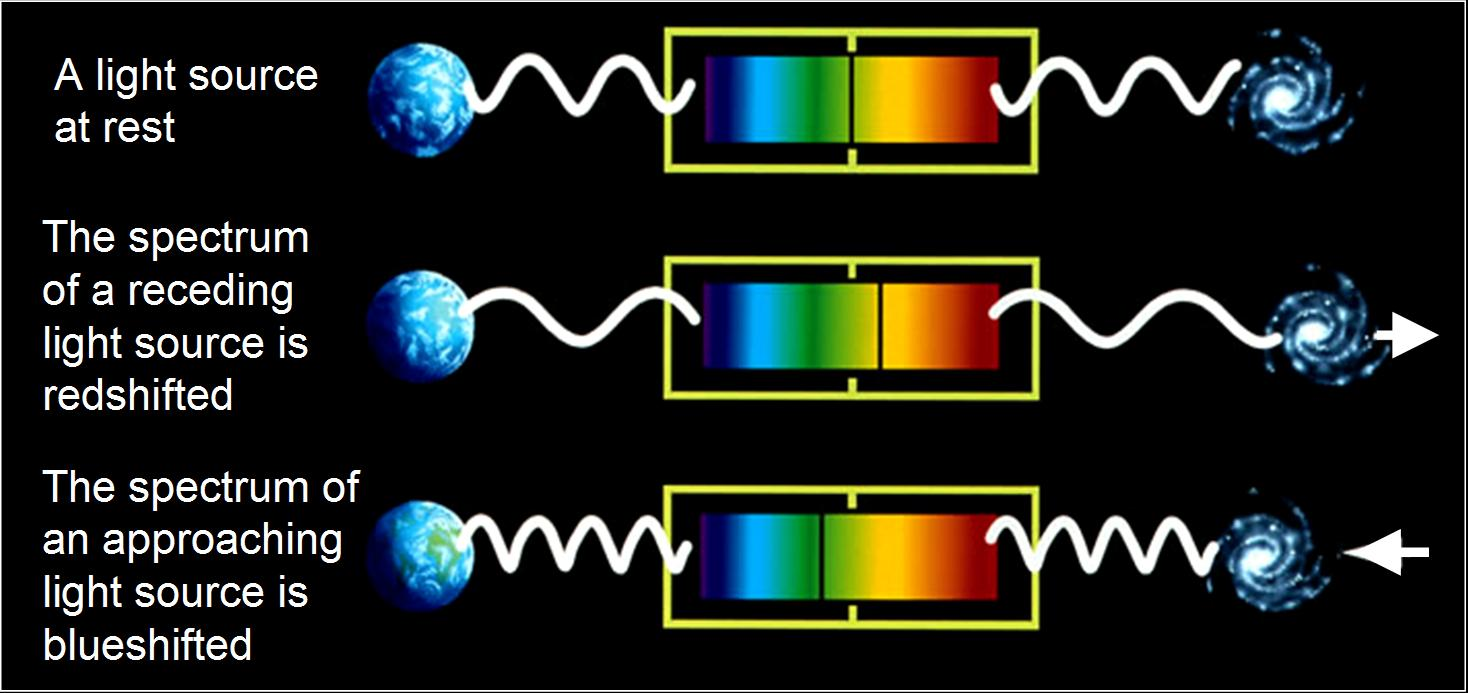 A light source
at rest
The spectrum
of a receding
light source is
redshifted
The spectrum of
an approaching
light source is
blueshifted